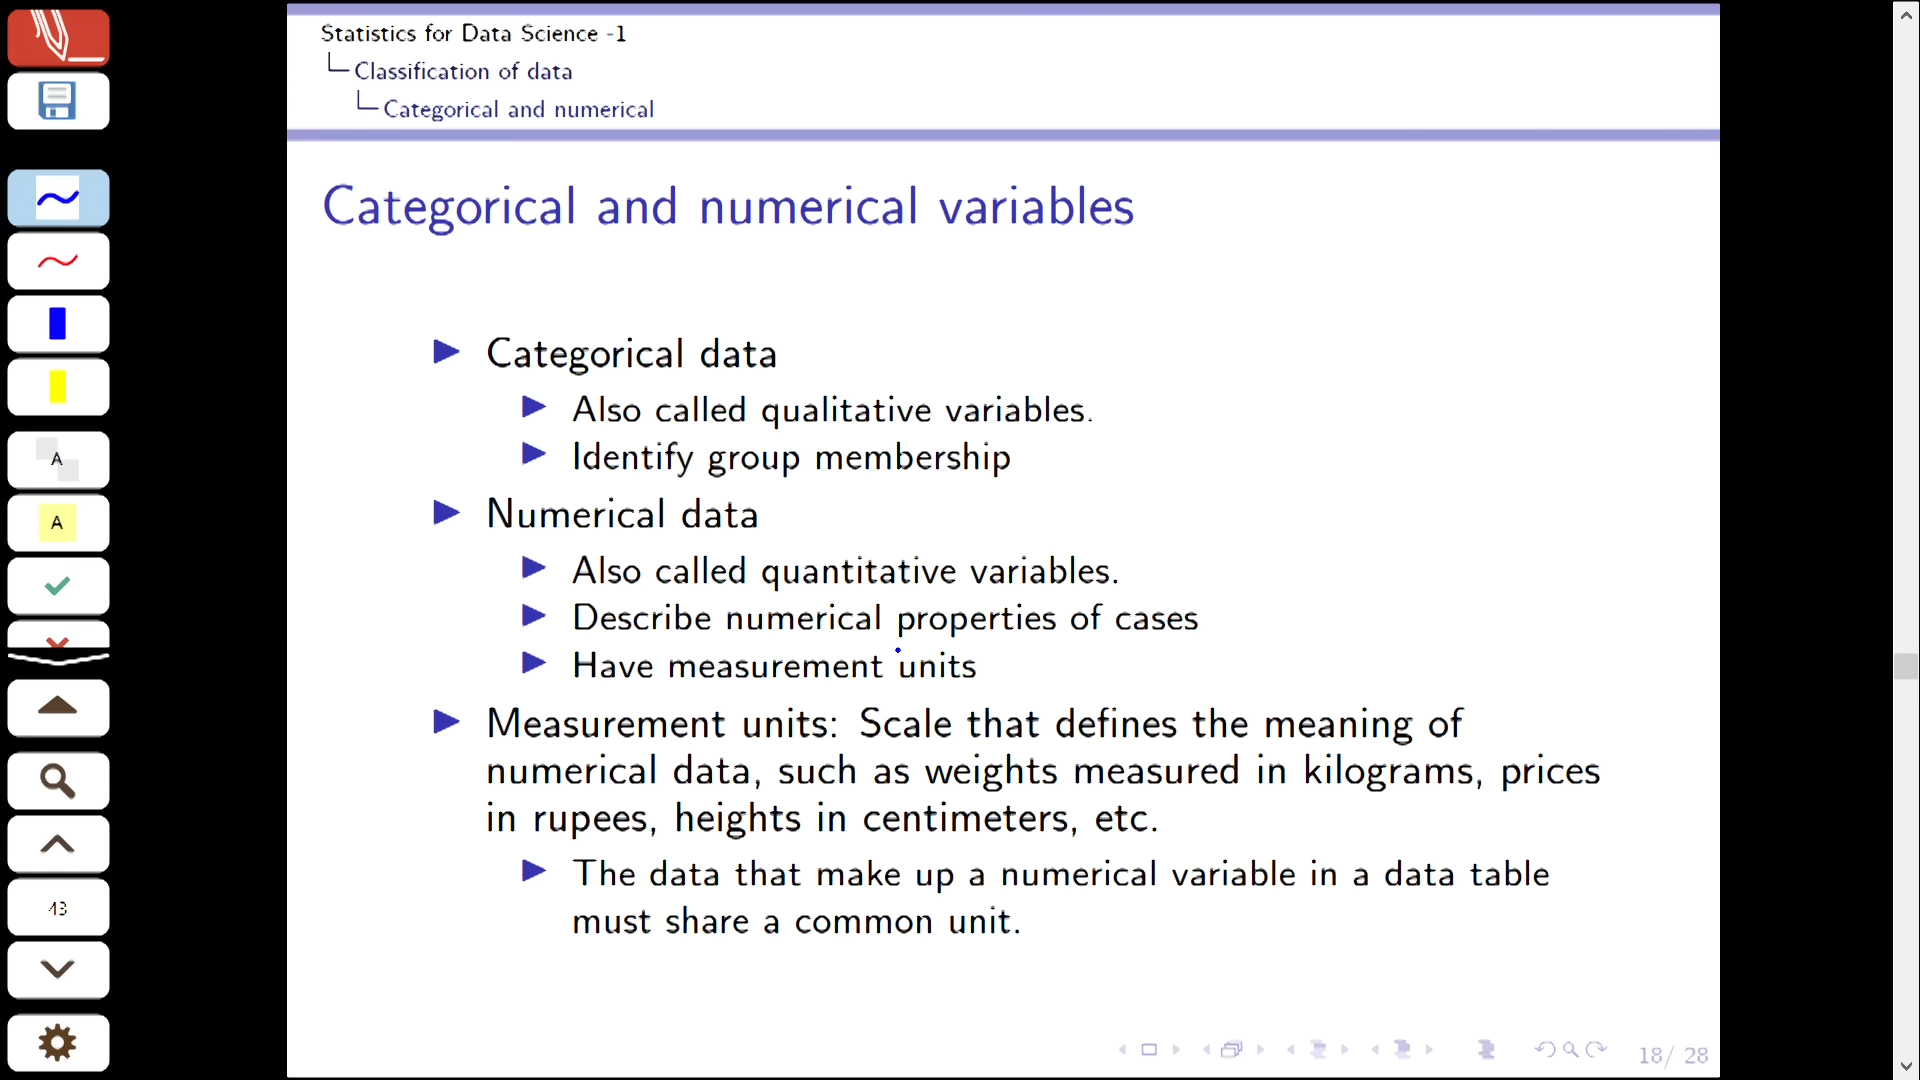 Statistics for Data Science -1
Classification of data
Categorical and numerical
Categorical and numerical variables
Categorical data
Also called qualitative variables.
Identify group membership
Numerical data
Also called quantitative variables.
Describe numerical properties of cases
Have measurement units
Measurement units: Scale that defines the meaning of
numerical data, such as weights measured in kilograms, prices
in rupees, heights in centimeters, etc.
The data that make up a numerical variable in a data table
must share a common unit.
A
A
43
18/ 28